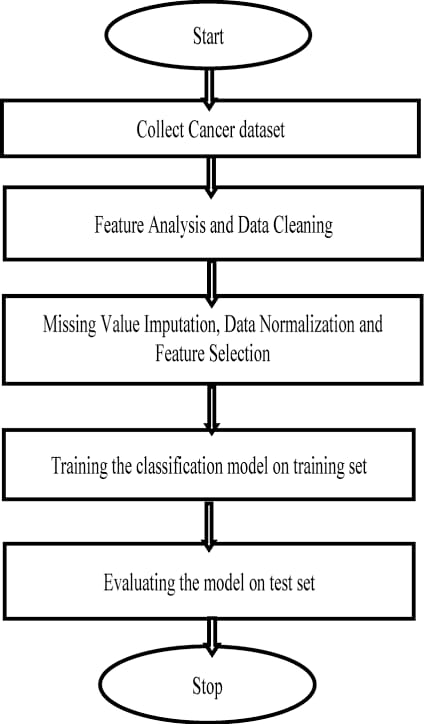 Start
Collect Cancer dataset
Feature Analysis and Data Cleaning
Missing Value Imputation, Data Normalization and
Feature Selection
Training the classification model on training set
Evaluating the model on test set
Stop